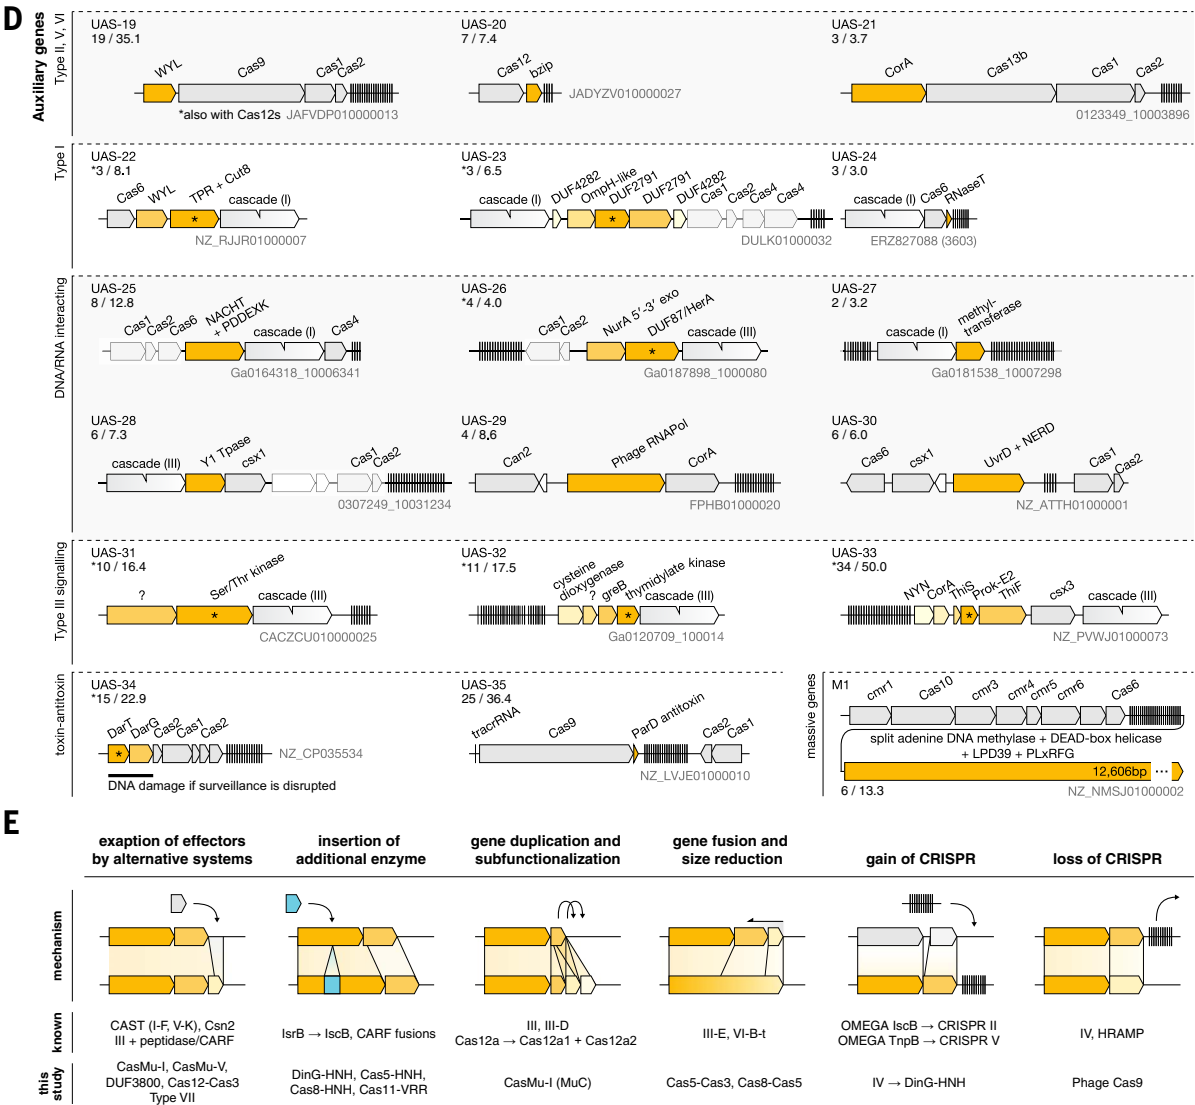 D
Auxiliary genes
Type II, V, VI
UAS-19
19 / 35.1
WYL
Cas9
Cas1
Cas2
*also with Cas12s
JAFVDP010000013
UAS-20
7 / 7.4
Cas12
bzip
JADYZV010000027
UAS-21
3 / 3.7
CorA
Cas13b
Cas1
Cas2
0123349_10003896
Type I
UAS-22
*3 / 8.1
Cas6
WYL
TPR + Cut8
cascade (I)
*
NZ_RJJR01000007
UAS-23
*3 / 6.5
cascade (I)
DUF4282
OmpH-like
DUF2791
DUF2791
DUF4282
Cas1
Cas2
Cas4
Cas4
*
DULK01000032
UAS-24
3 / 3.0
cascade (I)
Cas6
RNaseT
ERZ827088 (3603)
DNA/RNA interacting
UAS-25
8 / 12.8
Cas1
Cas2
Cas6
NACHT
+ PDDEXK
cascade (I)
Cas4
Ga0164318_10006341
UAS-26
*4 / 4.0
Cas1
Cas2
NurA 5′-3′ exo
DUF87/HerA
cascade (III)
*
Ga0187898_1000080
UAS-27
2 / 3.2
cascade (I)
methyl-
transferase
Ga0181538_10007298
UAS-28
6 / 7.3
cascade (III)
Y1 Tpase
csx1
Cas1
Cas2
0307249_10031234
UAS-29
4 / 8.6
Can2
Phage RNAPol
CorA
FPHB01000020
UAS-30
6 / 6.0
Cas6
csx1
UvrD + NERD
Cas1
Cas2
NZ_ATTH01000001
Type III signalling
UAS-31
*10 / 16.4
?
Ser/Thr kinase
cascade (III)
*
CACZCU010000025
UAS-32
*11 / 17.5
cysteine
dioxygenase
?
greB
thymidylate kinase
cascade (III)
*
Ga0120709_100014
UAS-33
*34 / 50.0
NYN
CorA
ThiS
Prok-E2
ThiF
csx3
cascade (III)
*
NZ_PVWJ01000073
toxin-antitoxin
UAS-34
*15 / 22.9
DarT
DarG
Cas2
Cas1
Cas2
*
NZ_CP035534
DNA damage if surveillance is disrupted
UAS-35
25 / 36.4
tracrRNA
Cas9
ParD antitoxin
Cas2
Cas1
NZ_LVJE01000010
massive genes
M1
cmr1
Cas10
cmr3
cmr4
cmr5
cmr6
Cas6
split adenine DNA methylase + DEAD-box helicase
+ LPD39 + PLxRFG
12,606bp ...
6 / 13.3
NZ_NMSJ01000002
E
exaption of effectors
by alternative systems
insertion of
additional enzyme
gene duplication and
subfunctionalization
gene fusion and
size reduction
gain of CRISPR
loss of CRISPR
mechanism
known
CAST (I-F, V-K), Csn2
III + peptidase/CARF
IsrB → IscB, CARF fusions
III, III-D
Cas12a → Cas12a1 + Cas12a2
III-E, VI-B-t
OMEGA IscB → CRISPR II
OMEGA TnpB → CRISPR V
IV, HRAMP
this
study
CasMu-I, CasMu-V,
DUF3800, Cas12-Cas3
Type VII
DinG-HNH, Cas5-HNH,
Cas8-HNH, Cas11-VRR
CasMu-I (MuC)
Cas5-Cas3, Cas8-Cas5
IV → DinG-HNH
Phage Cas9